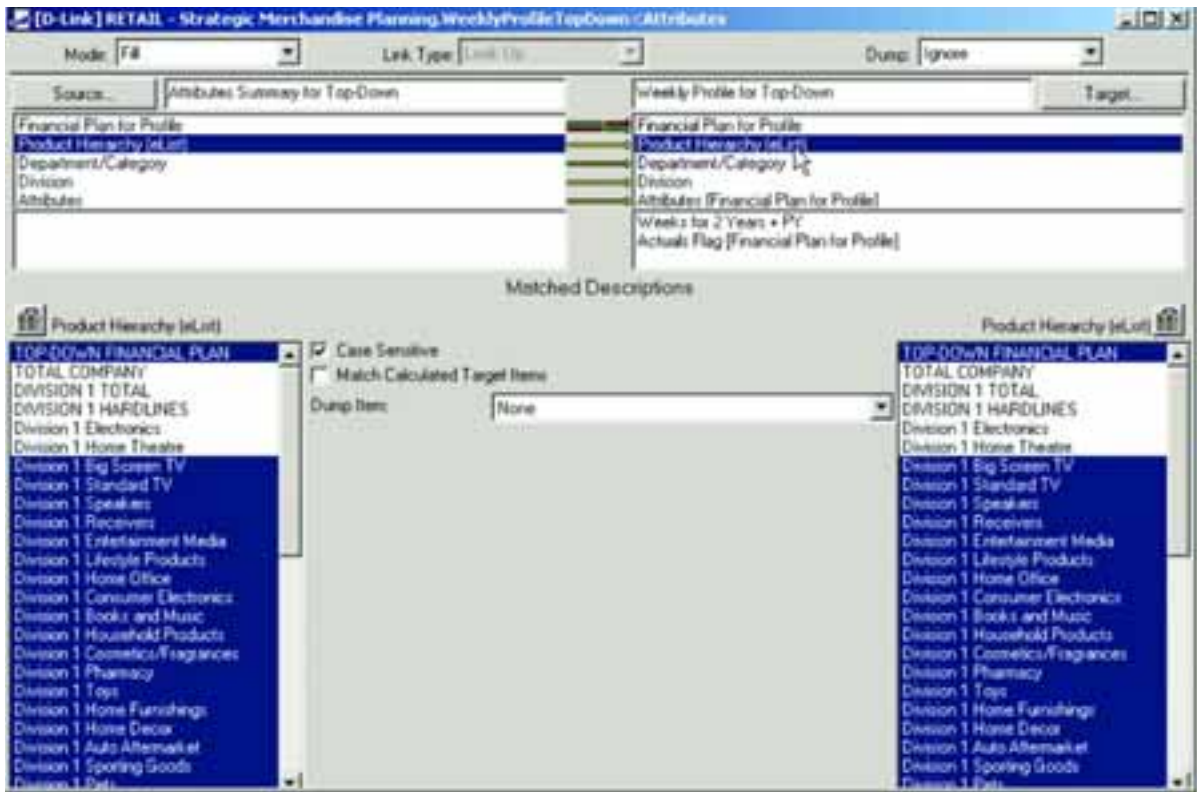 [D-Link] RETAIL - Strategic Merchandise Planning.WeeklyProfileTopDown<Attributes
Mode: Fill Link Type: Look Up Dump: Ignore
Source... Attributes Summary for Top-Down Weekly Profile for Top-Down Target...
Financial Plan for Profile Financial Plan for Profile
Product Hierarchy (eList) Product Hierarchy (eList)
Department/Category Department/Category
Division Division
Attributes Attributes [Financial Plan for Profile]
Weeks for 2 Years + PY
Actuals Flag [Financial Plan for Profile]
Matched Descriptions
Product Hierarchy (eList) Product Hierarchy (eList)
TOP-DOWN FINANCIAL PLAN Case Sensitive TOP-DOWN FINANCIAL PLAN
TOTAL COMPANY Match Calculated Target Items TOTAL COMPANY
DIVISION 1 TOTAL DIVISION 1 TOTAL
DIVISION 1 HARDLINES Dump Item: None DIVISION 1 HARDLINES
Division 1 Electronics Division 1 Electronics
Division 1 Home Theatre Division 1 Home Theatre
Division 1 Big Screen TV Division 1 Big Screen TV
Division 1 Standard TV Division 1 Standard TV
Division 1 Speakers Division 1 Speakers
Division 1 Receivers Division 1 Receivers
Division 1 Entertainment Media Division 1 Entertainment Media
Division 1 Lifestyle Products Division 1 Lifestyle Products
Division 1 Home Office Division 1 Home Office
Division 1 Consumer Electronics Division 1 Consumer Electronics
Division 1 Books and Music Division 1 Books and Music
Division 1 Household Products Division 1 Household Products
Division 1 Cosmetics/Fragrances Division 1 Cosmetics/Fragrances
Division 1 Pharmacy Division 1 Pharmacy
Division 1 Toys Division 1 Toys
Division 1 Home Furnishings Division 1 Home Furnishings
Division 1 Home Decor Division 1 Home Decor
Division 1 Auto Aftermarket Division 1 Auto Aftermarket
Division 1 Sporting Goods Division 1 Sporting Goods
Division 1 Pets Division 1 Pets